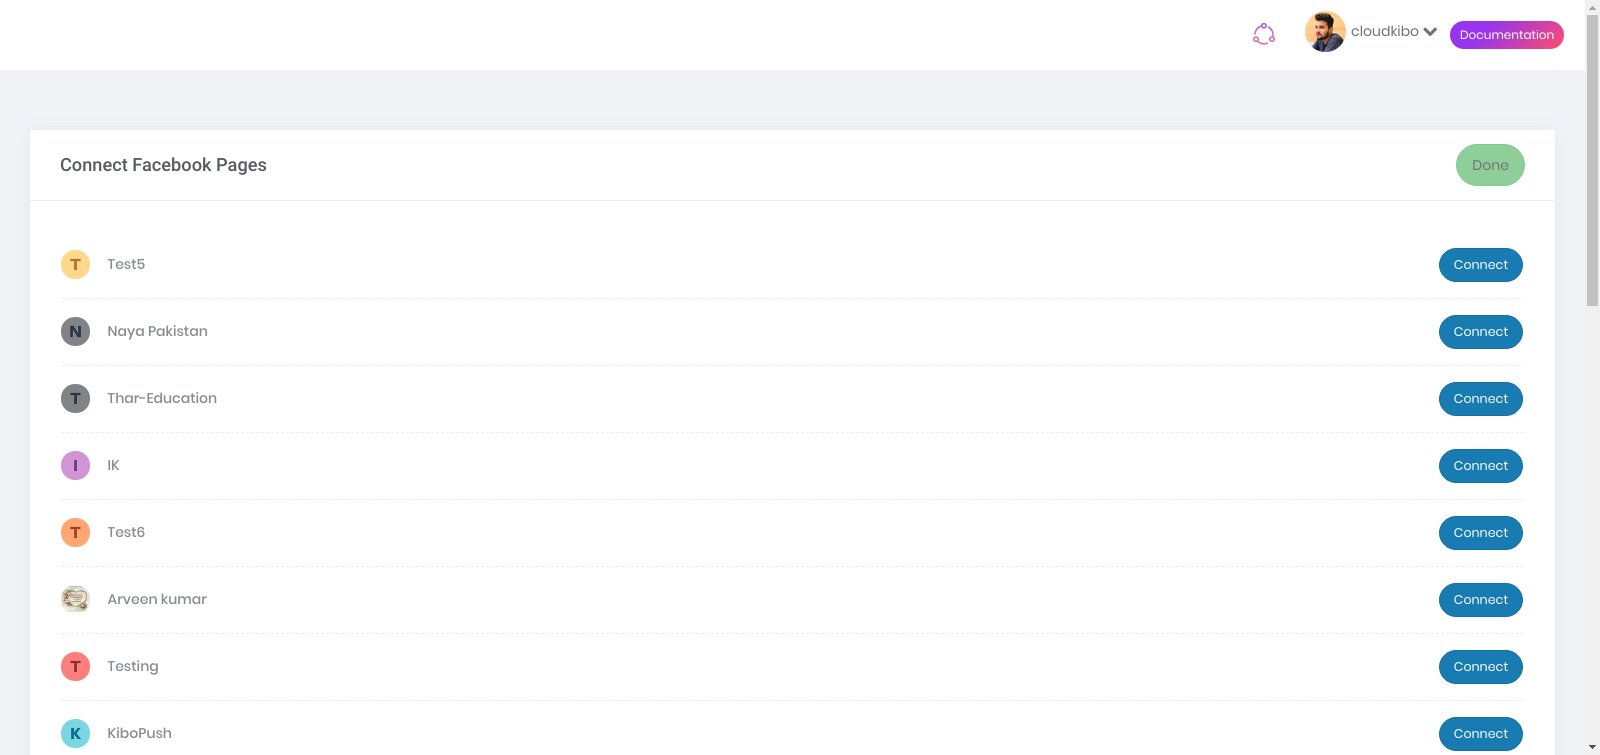 cloudkibo
Documentation
Connect Facebook Pages
Done
T Test5 Connect
N Naya Pakistan Connect
T Thar-Education Connect
I IK Connect
T Test6 Connect
Arveen kumar Connect
T Testing Connect
K KiboPush Connect